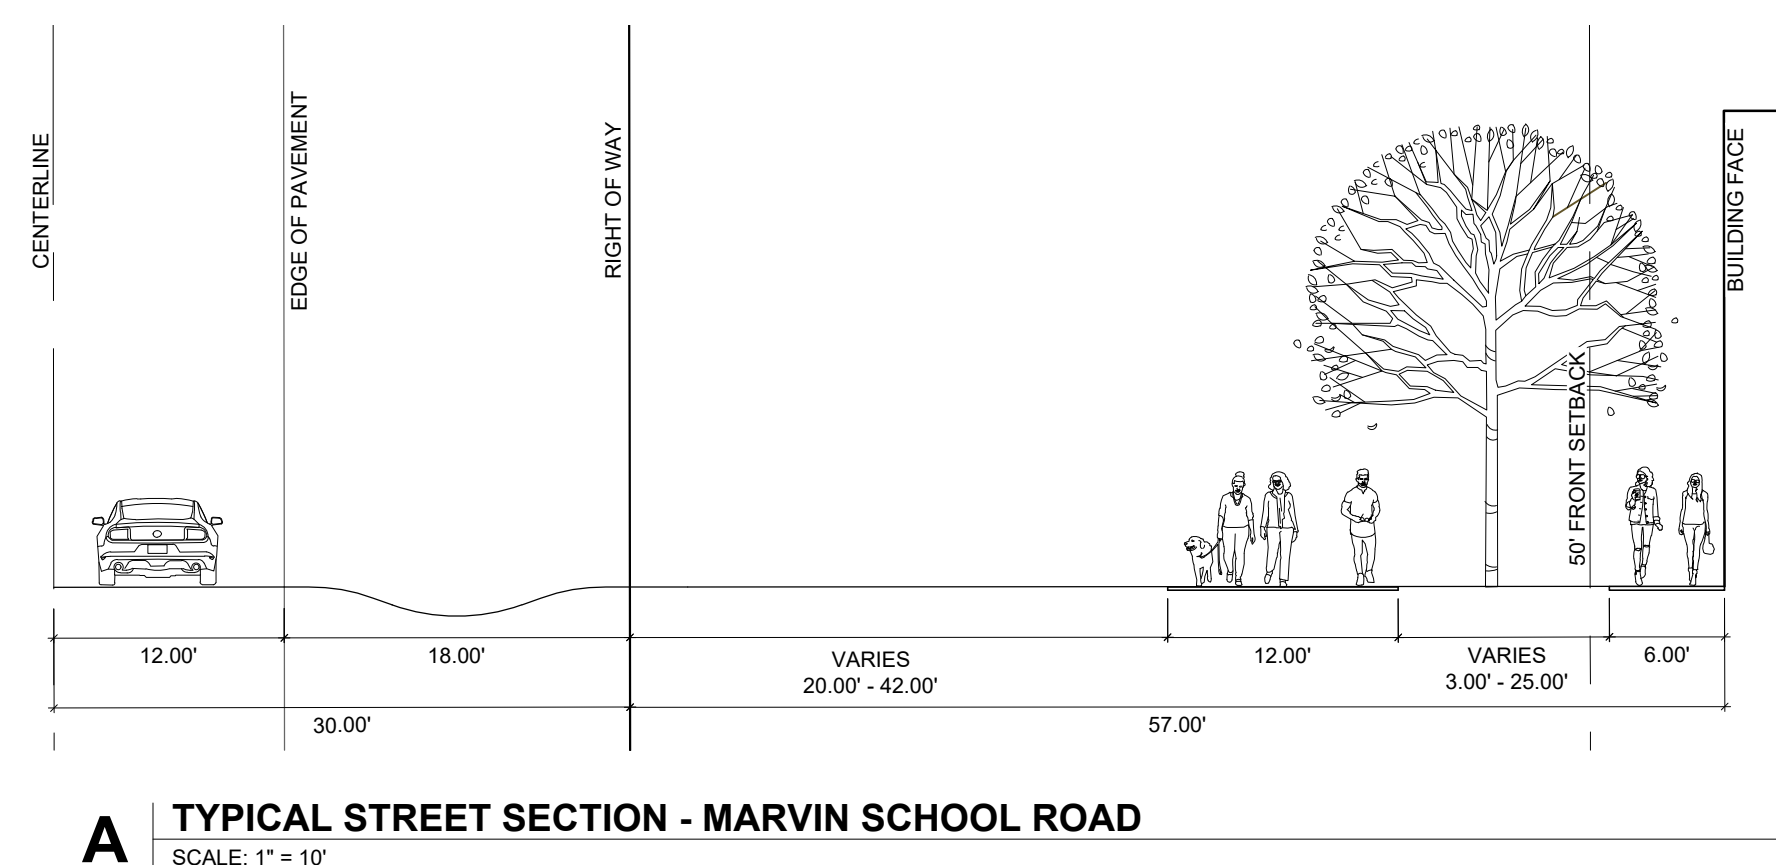 CENTERLINE
EDGE OF PAVEMENT
RIGHT OF WAY
50' FRONT SETBACK
BUILDING FACE
12.00'
18.00'
VARIES
20.00' - 42.00'
12.00'
VARIES
3.00' - 25.00'
6.00'
30.00'
57.00'
A
TYPICAL STREET SECTION - MARVIN SCHOOL ROAD
SCALE: 1" = 10'